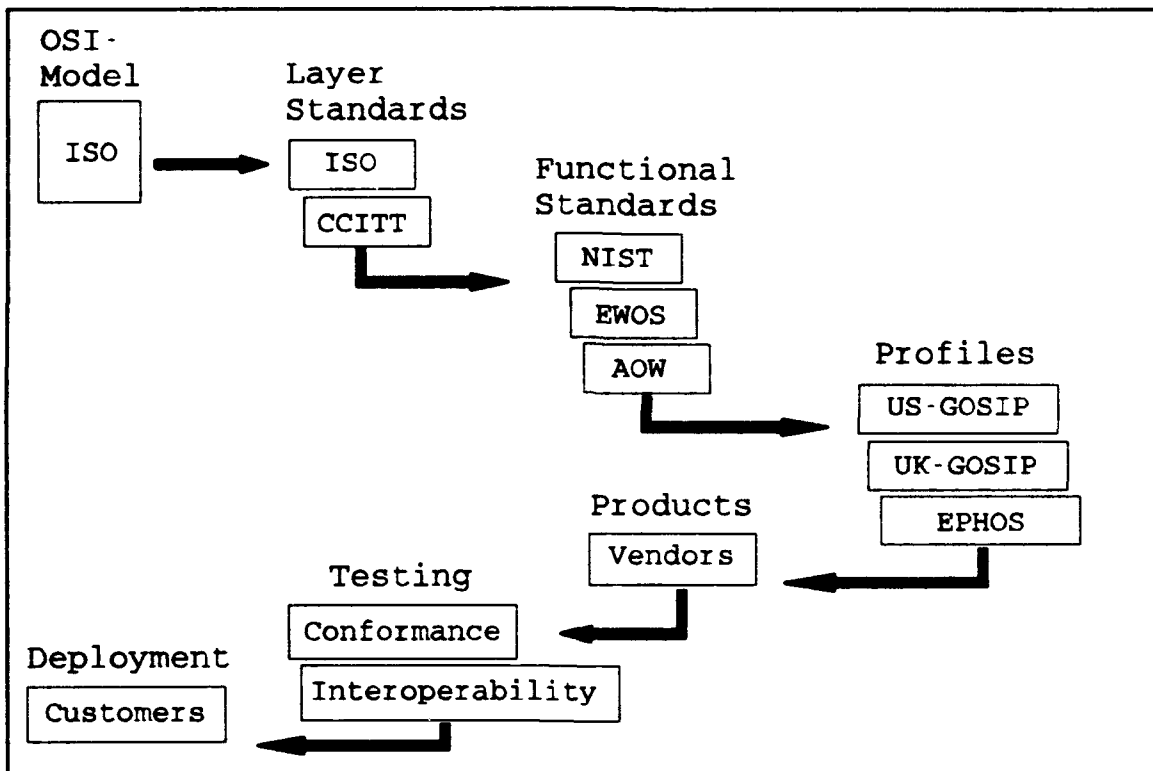 OSI-
Model
ISO
Layer
Standards
ISO
CCITT
Functional
Standards
NIST
EWOS
AOW
Profiles
US-GOSIP
UK-GOSIP
EPHOS
Products
Vendors
Testing
Conformance
Interoperability
Deployment
Customers